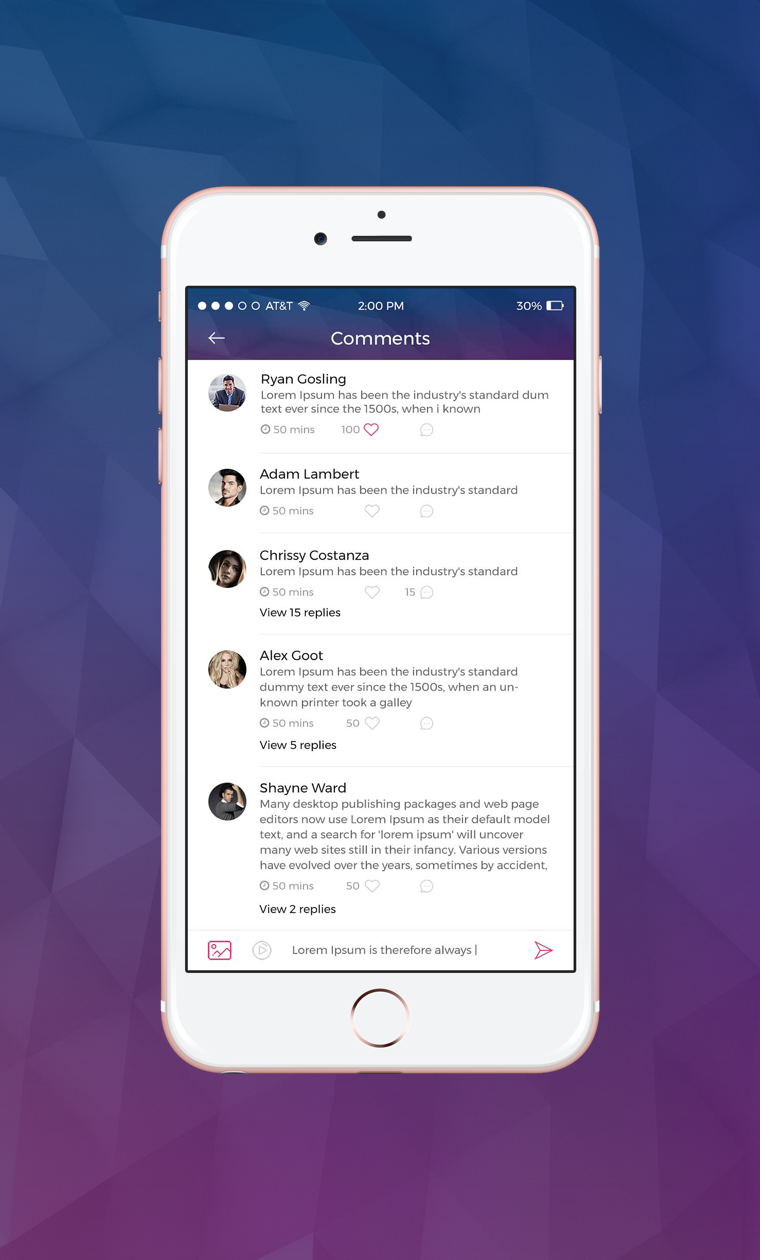 AT&T 2:00 PM 30%
Comments
Ryan Gosling
Lorem Ipsum has been the industry's standard dum
text ever since the 1500s, when i known
50 mins 100
Adam Lambert
Lorem Ipsum has been the industry's standard
50 mins
Chrissy Costanza
Lorem Ipsum has been the industry's standard
50 mins 15
View 15 replies
Alex Goot
Lorem Ipsum has been the industry's standard
dummy text ever since the 1500s, when an un-
known printer took a galley
50 mins 50
View 5 replies
Shayne Ward
Many desktop publishing packages and web page
editors now use Lorem Ipsum as their default model
text, and a search for 'lorem ipsum' will uncover
many web sites still in their infancy. Various versions
have evolved over the years, sometimes by accident,
50 mins 50
View 2 replies
Lorem Ipsum is therefore always |